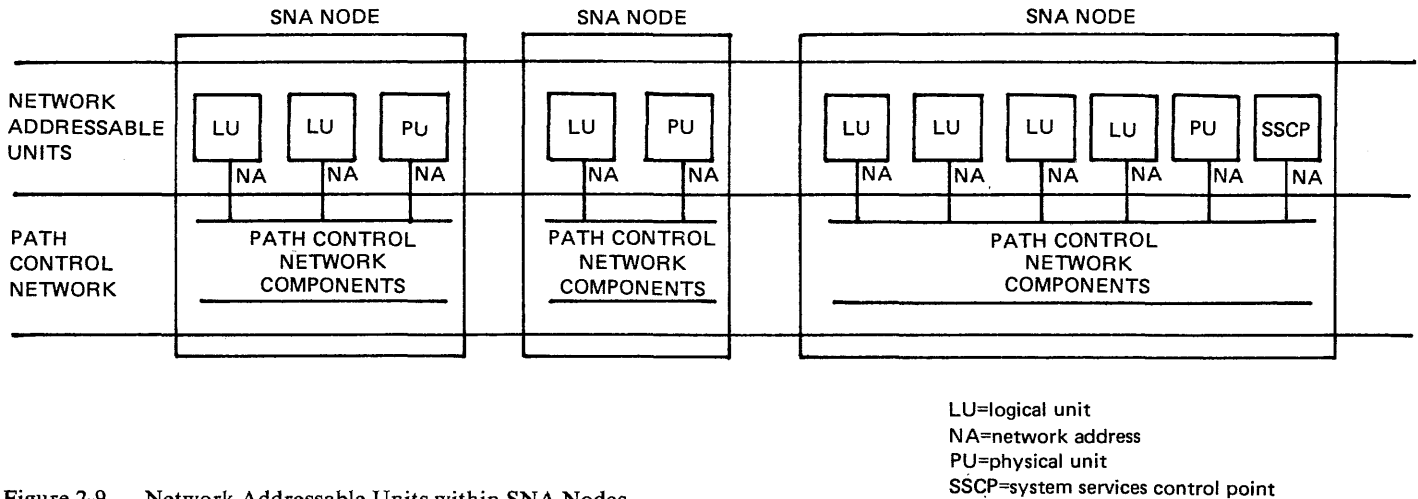 SNA NODE
SNA NODE
SNA NODE
NETWORK
ADDRESSABLE
UNITS
LU
LU
PU
LU
PU
LU
LU
LU
LU
PU
SSCP
NA
NA
NA
NA
NA
NA
NA
NA
NA
NA
NA
PATH
CONTROL
NETWORK
PATH CONTROL
NETWORK
COMPONENTS
PATH CONTROL
NETWORK
COMPONENTS
PATH CONTROL
NETWORK
COMPONENTS
LU=logical unit
NA=network address
PU=physical unit
SSCP=system services control point
Figure 2-9. Network Addressable Units within SNA Nodes